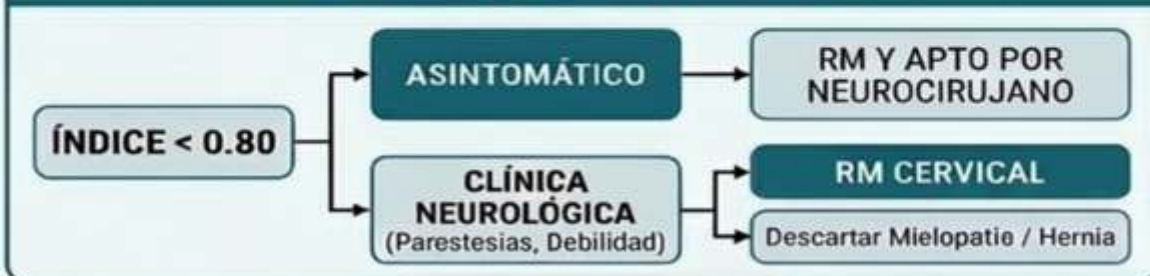 ÍNDICE < 0.80
ASINTOMÁTICO
RM Y APTO POR
NEUROCIRUJANO
CLÍNICA
NEUROLÓGICA
(Parestesias, Debilidad)
RM CERVICAL
Descartar Mielopatie / Hernia